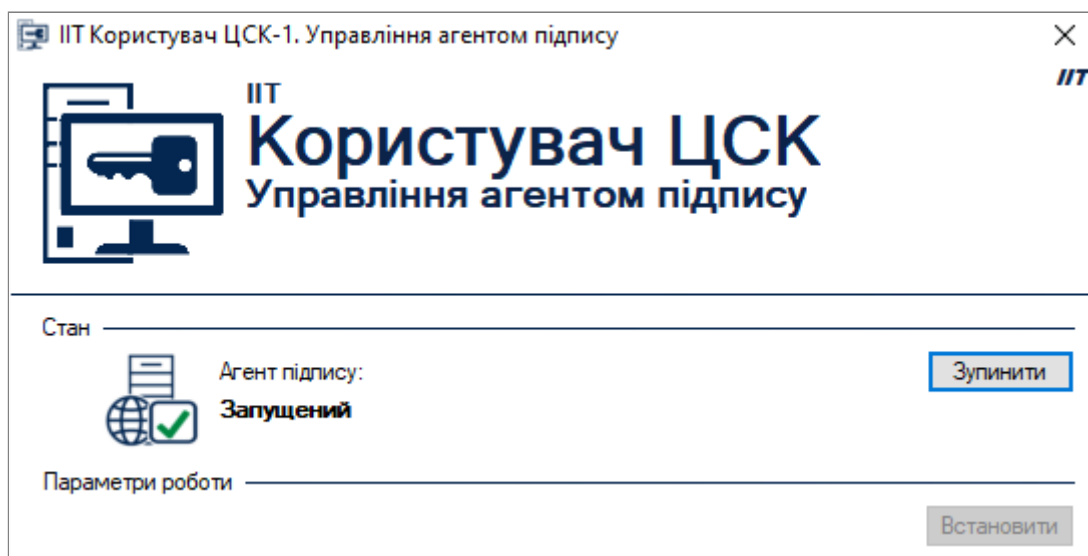 ІІТ Користувач ЦСК-1. Управління агентом підпису
ІІТ
ІІТ
Користувач ЦСК
Управління агентом підпису
Стан
Агент підпису:
Зупинити
Запущений
Параметри роботи
Встановити